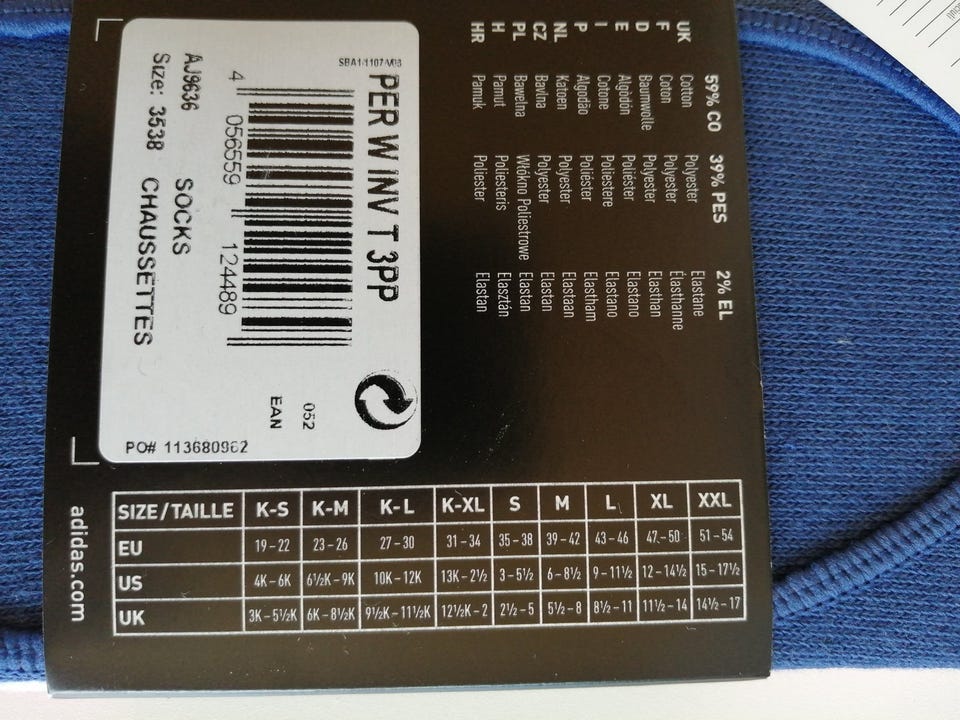 59% CO 39% PES 2% EL
UK Cotton Polyester Elastane
F Coton Polyester Élasthanne
D Baumwolle Polyester Elasthan
E Algodón Poliéster Elastano
I Cotone Poliestere Elastano
P Algodão Poliéster Elastham
NL Katoen Polyester Elastaan
CZ Bavlna Polyester Elastan
PL Bawełna Włókno Poliestrowe Elastan
H Pamut Poliészteris Elasztán
HR Pamuk Poliester Elastan
PER W INV T 3PP
4 056559 124489
052
EAN
AJ9636 SOCKS
Size: 3538 CHAUSSETTES
PO# 113680962
SIZE/TAILLE K-S K-M K-L K-XL S M L XL XXL
EU 19–22 23–26 27–30 31–34 35–38 39–42 43–46 47–50 51–54
US 4K–6K 6½K–9K 10K–12K 13K–2½ 3–5½ 6–8½ 9–11½ 12–14½ 15–17½
UK 3K–5½K 6K–8½K 9½K–11½K 12½K–2 2½–5 5½–8 8½–11 11½–14 14½–17
adidas.com